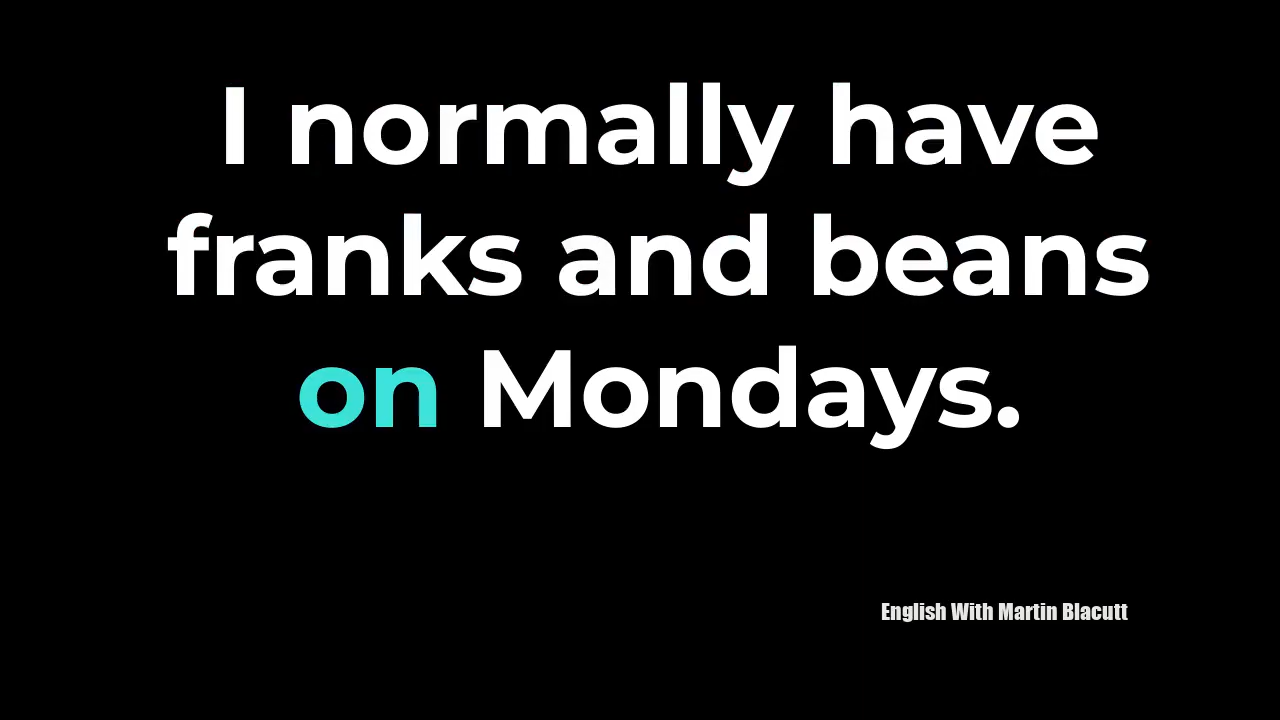 I normally have
franks and beans
on Mondays.
English With Martin Blacutt